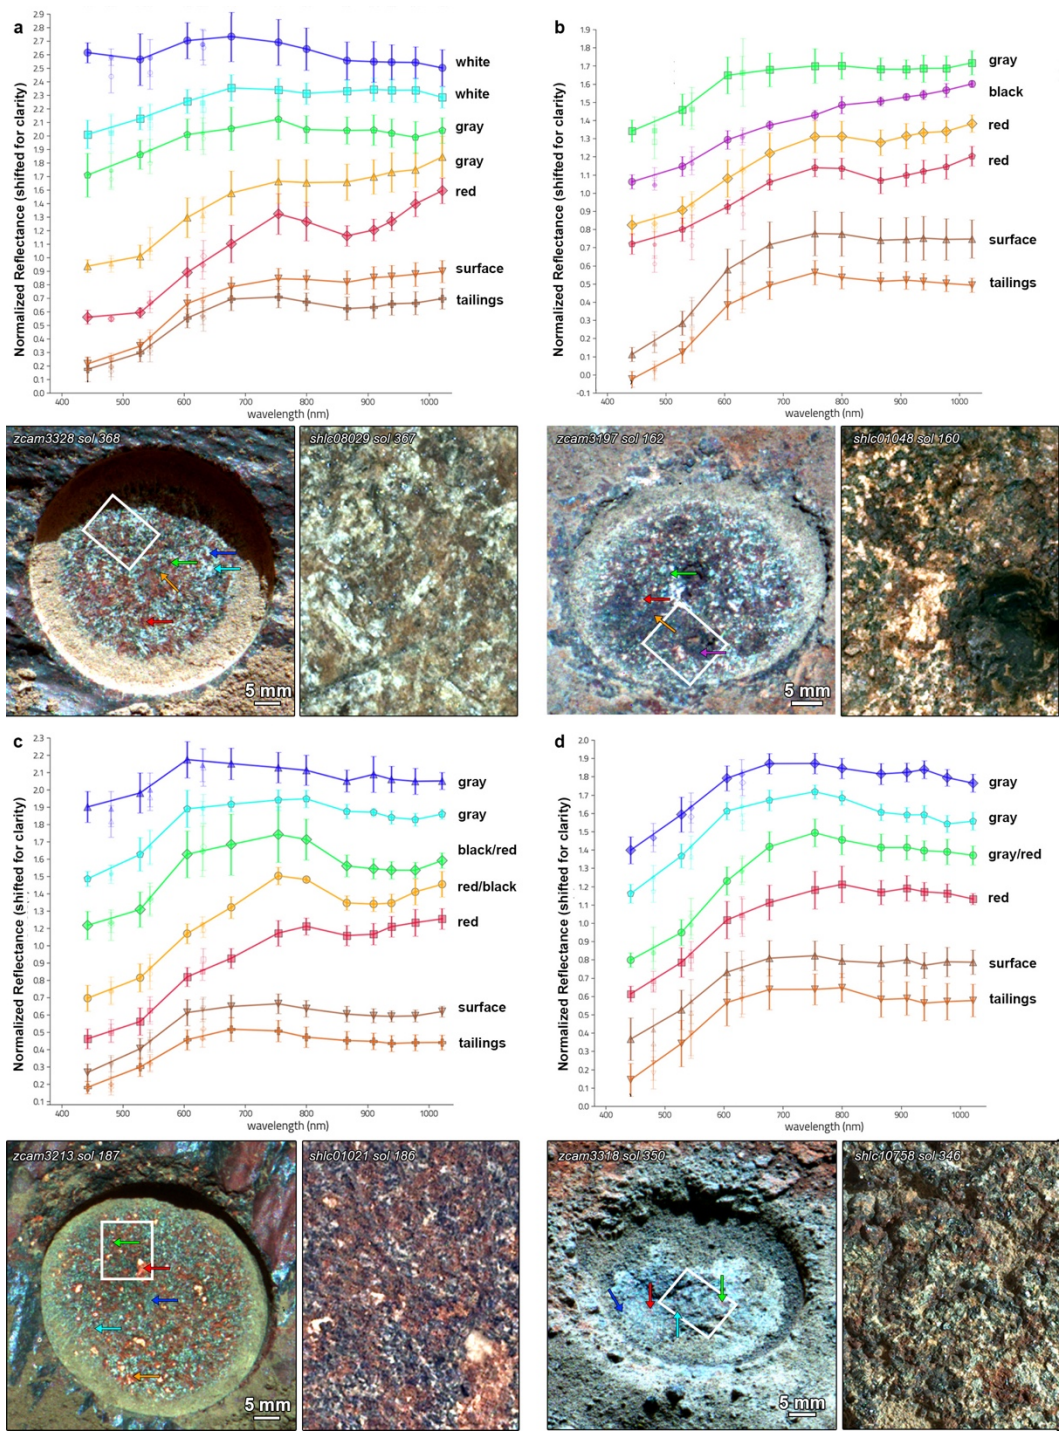 a
Normalized Reflectance (shifted for clarity)
2.9
2.8
2.7
2.6
2.5
2.4
2.3
2.2
2.1
2.0
1.9
1.8
1.7
1.6
1.5
1.4
1.3
1.2
1.1
1.0
0.9
0.8
0.7
0.6
0.5
0.4
0.3
0.2
0.1
0.0
white
white
gray
gray
red
surface
tailings
400 500 600 700 800 900 1000
wavelength (nm)
b
Normalized Reflectance (shifted for clarity)
1.9
1.8
1.7
1.6
1.5
1.4
1.3
1.2
1.1
1.0
0.9
0.8
0.7
0.6
0.5
0.4
0.3
0.2
0.1
0.0
-0.1
gray
black
red
red
surface
tailings
400 500 600 700 800 900 1000
wavelength (nm)
zcam3328 sol 368
5 mm
shlc08029 sol 367
zcam3197 sol 162
5 mm
shlc01048 sol 160
c
Normalized Reflectance (shifted for clarity)
2.3
2.2
2.1
2.0
1.9
1.8
1.7
1.6
1.5
1.4
1.3
1.2
1.1
1.0
0.9
0.8
0.7
0.6
0.5
0.4
0.3
0.2
0.1
gray
gray
black/red
red/black
red
surface
tailings
400 500 600 700 800 900 1000
wavelength (nm)
d
Normalized Reflectance (shifted for clarity)
2.0
1.9
1.8
1.7
1.6
1.5
1.4
1.3
1.2
1.1
1.0
0.9
0.8
0.7
0.6
0.5
0.4
0.3
0.2
0.1
0.0
gray
gray
gray/red
red
surface
tailings
400 500 600 700 800 900 1000
wavelength (nm)
zcam3213 sol 187
5 mm
shlc01021 sol 186
zcam3318 sol 350
5 mm
shlc10758 sol 346